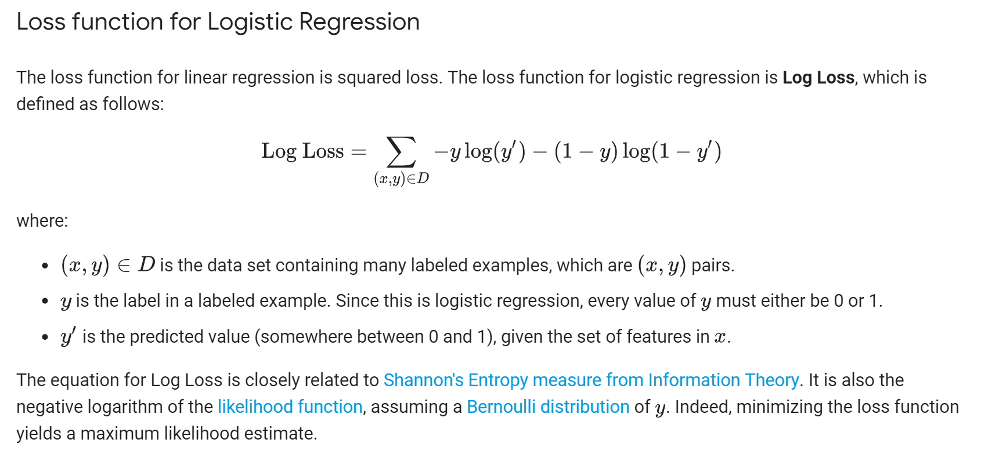 Loss function for Logistic Regression
The loss function for linear regression is squared loss. The loss function for logistic regression is Log Loss, which is
defined as follows:
Log Loss = ∑ −y log(y′) − (1 − y) log(1 − y′)
(x,y)∈D
where:
• (x, y) ∈ D is the data set containing many labeled examples, which are (x, y) pairs.
• y is the label in a labeled example. Since this is logistic regression, every value of y must either be 0 or 1.
• y′ is the predicted value (somewhere between 0 and 1), given the set of features in x.
The equation for Log Loss is closely related to Shannon's Entropy measure from Information Theory. It is also the
negative logarithm of the likelihood function, assuming a Bernoulli distribution of y. Indeed, minimizing the loss function
yields a maximum likelihood estimate.